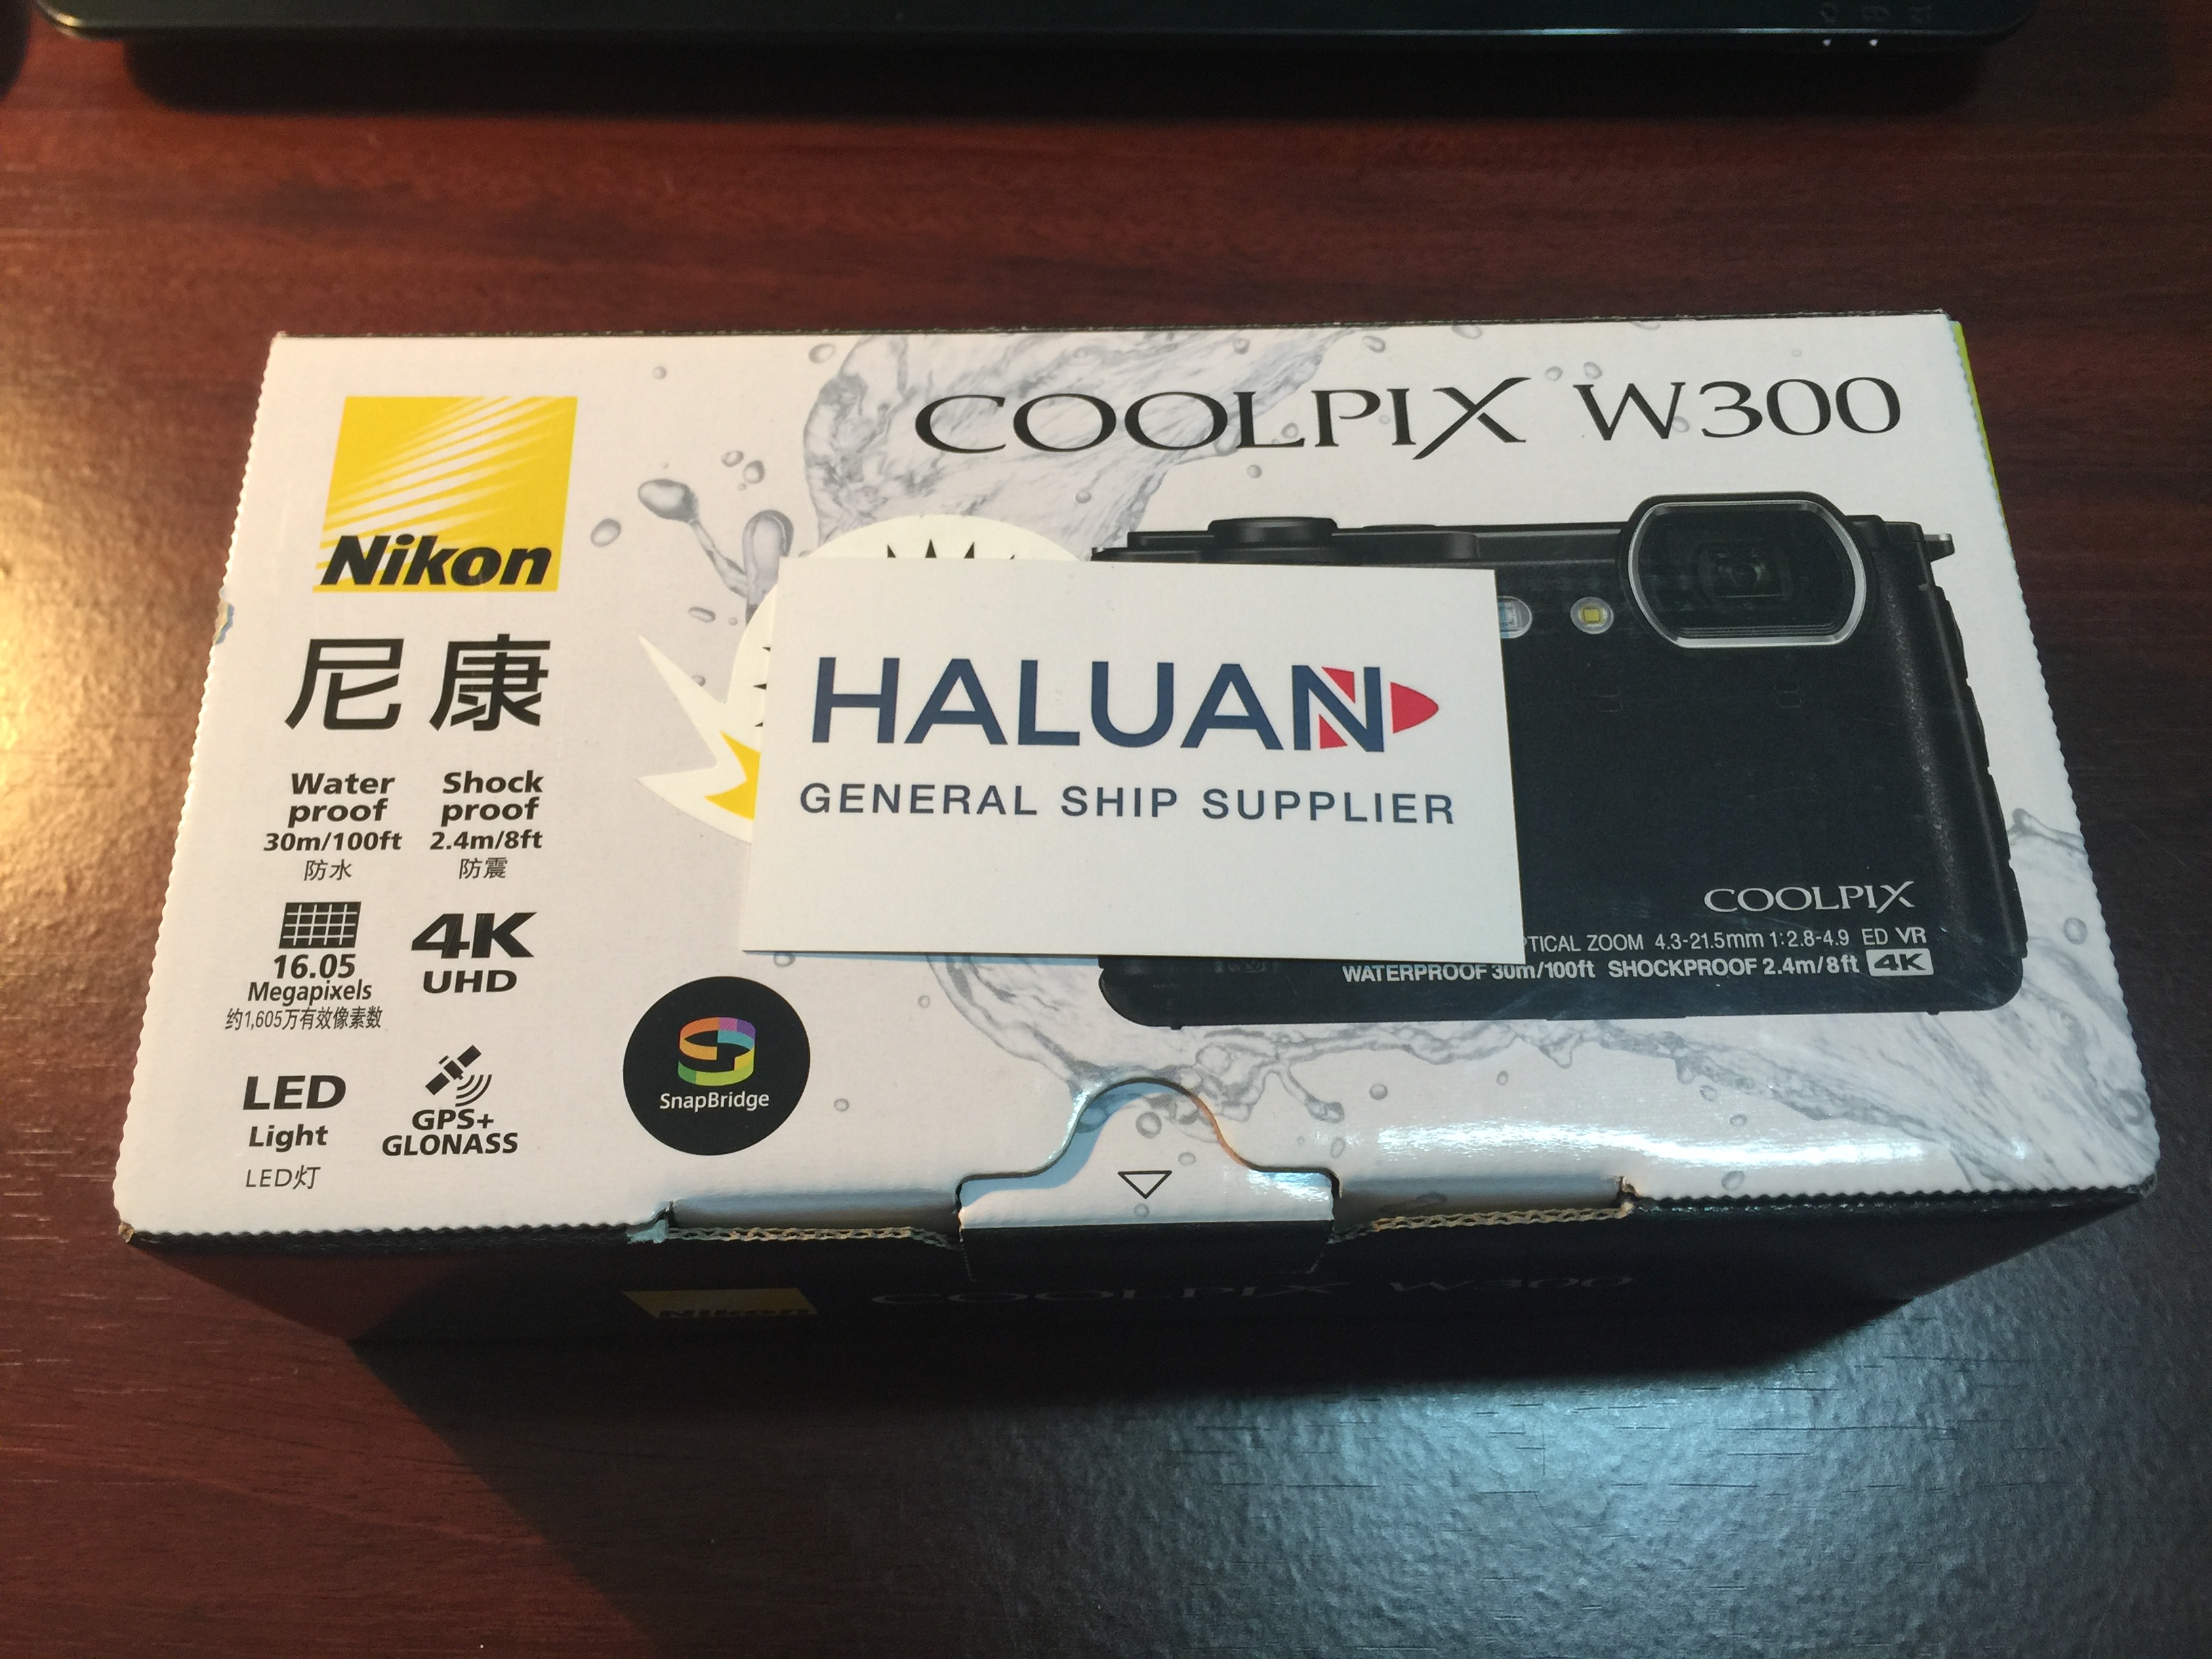 Nikon
尼康
COOLPIX W300
Water
proof
30m/100ft
防水
Shock
proof
2.4m/8ft
防震
16.05
Megapixels
约1,605万有效像素数
4K
UHD
LED
Light
LED灯
GPS+
GLONASS
SnapBridge
HALUAN
GENERAL SHIP SUPPLIER
COOLPIX
ZOOM 4.3-21.5mm 1:2.8-4.9 ED VR
WATERPROOF 30m/100ft SHOCKPROOF 2.4m/8ft 4K
Nikon
COOLPIX W300